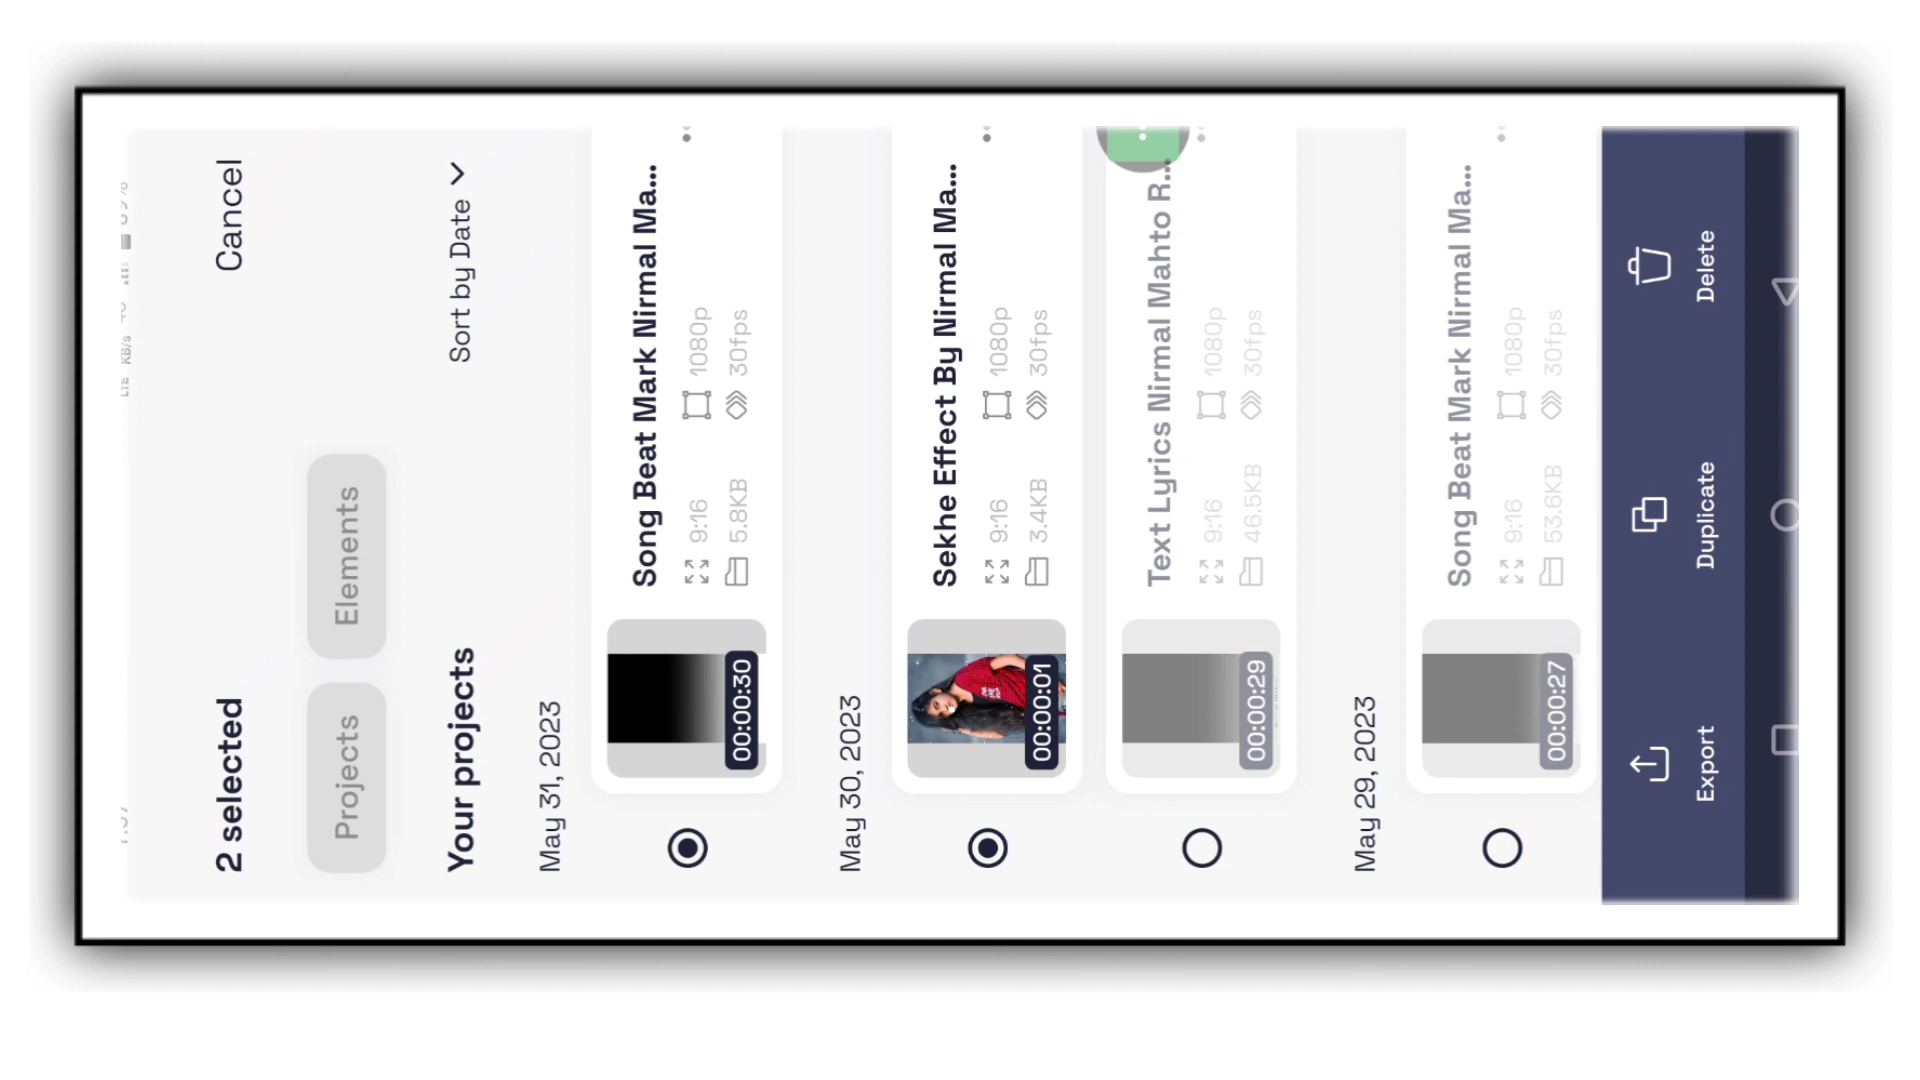 LTE KB/s
2 selected Cancel
Projects Elements
Your projects Sort by Date
May 31, 2023
Song Beat Mark Nirmal Ma...
9:16 1080p
5.8KB 30fps
00:00:30
May 30, 2023
Sekhe Effect By Nirmal Ma...
9:16 1080p
3.4KB 30fps
00:00:01
Text Lyrics Nirmal Mahto R...
9:16 1080p
46.5KB 30fps
00:00:29
May 29, 2023
Song Beat Mark Nirmal Ma...
9:16 1080p
53.6KB 30fps
00:00:27
Export Duplicate Delete